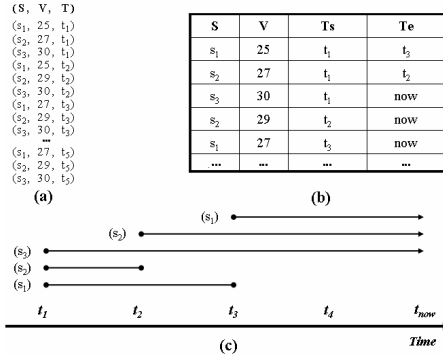 (S, V, T)
(s₁, 25, t₁)
(s₂, 27, t₁)
(s₃, 30, t₁)
(s₁, 25, t₂)
(s₂, 29, t₂)
(s₃, 30, t₂)
(s₁, 27, t₃)
(s₂, 29, t₃)
(s₃, 30, t₃)
...
(s₁, 27, t₅)
(s₂, 29, t₅)
(s₃, 30, t₅)
(a)
S V Ts Te
s₁ 25 t₁ t₃
s₂ 27 t₁ t₂
s₃ 30 t₁ now
s₂ 29 t₂ now
s₁ 27 t₃ now
... ... ... ...
(b)
(s₁)
(s₂)
(s₃)
(s₂)
(s₁)
t₁ t₂ t₃ t₄ tₙₒw
Time
(c)